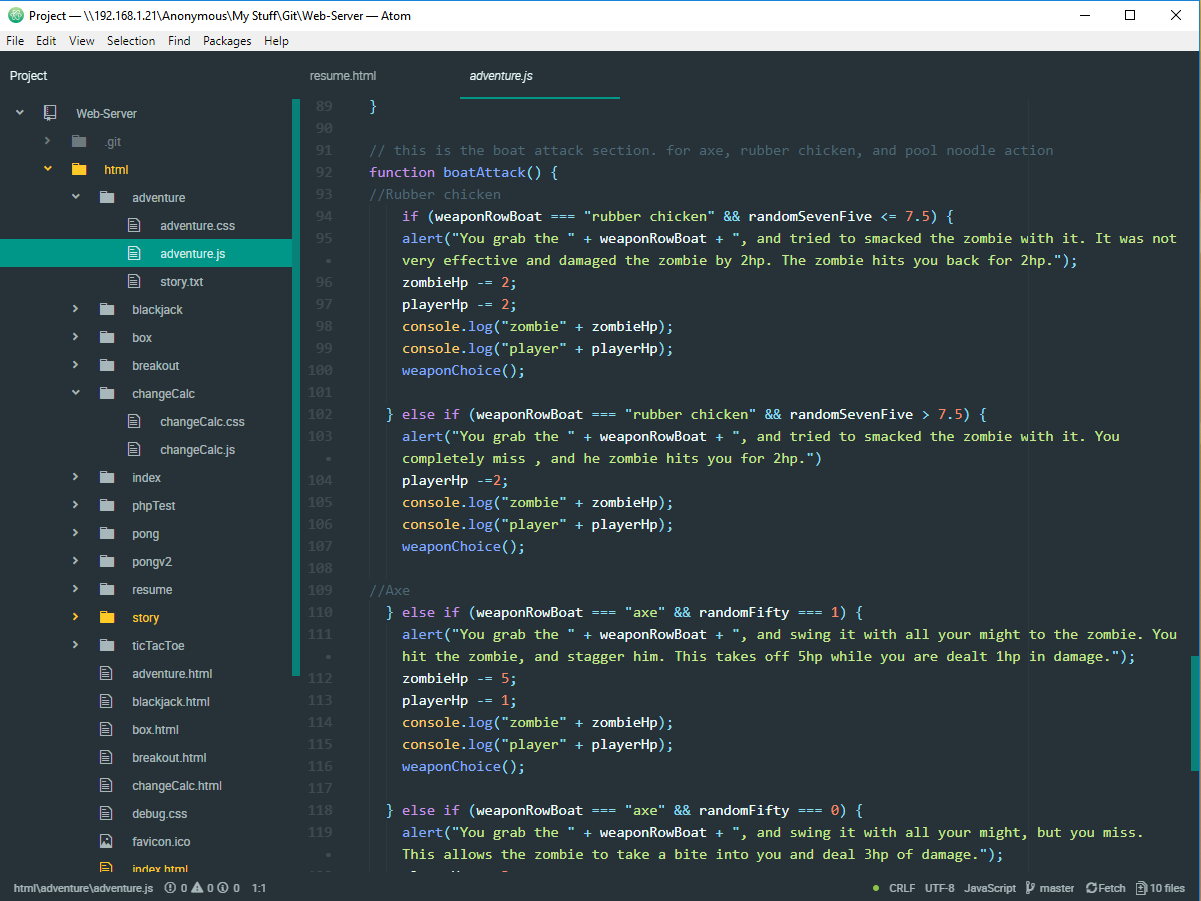 Project — \\192.168.1.21\Anonymous\My Stuff\Git\Web-Server — Atom
File Edit View Selection Find Packages Help
Project
Web-Server
.git
html
adventure
adventure.css
adventure.js
story.txt
blackjack
box
breakout
changeCalc
changeCalc.css
changeCalc.js
index
phpTest
pong
pongv2
resume
story
ticTacToe
adventure.html
blackjack.html
box.html
breakout.html
changeCalc.html
debug.css
favicon.ico
index.html
resume.html adventure.js
89 }
90
91 // this is the boat attack section. for axe, rubber chicken, and pool noodle action
92 function boatAttack() {
93 //Rubber chicken
94 if (weaponRowBoat === "rubber chicken" && randomSevenFive <= 7.5) {
95 alert("You grab the " + weaponRowBoat + ", and tried to smacked the zombie with it. It was not
• very effective and damaged the zombie by 2hp. The zombie hits you back for 2hp.");
96 zombieHp -= 2;
97 playerHp -= 2;
98 console.log("zombie" + zombieHp);
99 console.log("player" + playerHp);
100 weaponChoice();
101
102 } else if (weaponRowBoat === "rubber chicken" && randomSevenFive > 7.5) {
103 alert("You grab the " + weaponRowBoat + ", and tried to smacked the zombie with it. You
• completely miss , and he zombie hits you for 2hp.")
104 playerHp -=2;
105 console.log("zombie" + zombieHp);
106 console.log("player" + playerHp);
107 weaponChoice();
108
109 //Axe
110 } else if (weaponRowBoat === "axe" && randomFifty === 1) {
111 alert("You grab the " + weaponRowBoat + ", and swing it with all your might to the zombie. You
• hit the zombie, and stagger him. This takes off 5hp while you are dealt 1hp in damage.");
112 zombieHp -= 5;
113 playerHp -= 1;
114 console.log("zombie" + zombieHp);
115 console.log("player" + playerHp);
116 weaponChoice();
117
118 } else if (weaponRowBoat === "axe" && randomFifty === 0) {
119 alert("You grab the " + weaponRowBoat + ", and swing it with all your might, but you miss.
• This allows the zombie to take a bite into you and deal 3hp of damage.");
html\adventure\adventure.js 0 0 0 1:1 CRLF UTF-8 JavaScript master Fetch 10 files